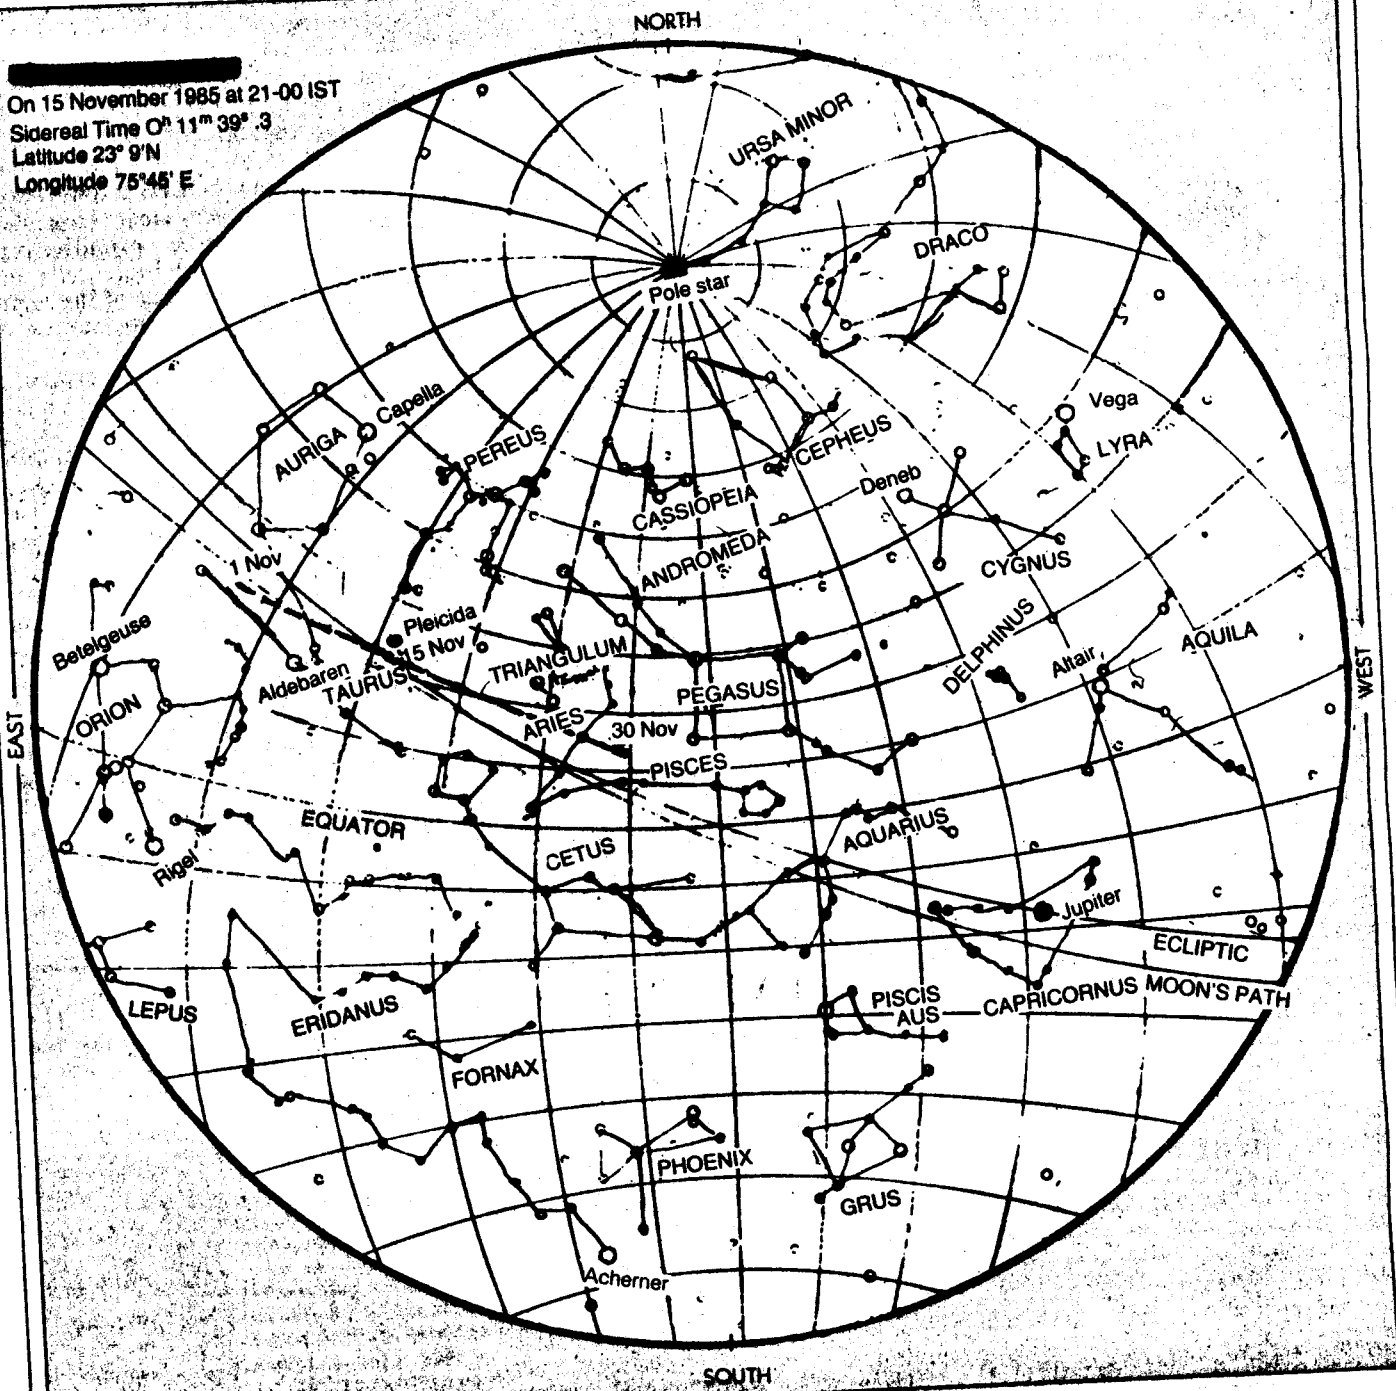 NORTH
On 15 November 1985 at 21-00 IST
Sidereal Time 0h 11m 39s .3
Latitude 23° 9'N
Longitude 75°45' E
URSA MINOR
DRACO
Pole star
Capella
AURIGA
PEREUS
CEPHEUS
Vega
LYRA
CASSIOPEIA
Deneb
ANDROMEDA
CYGNUS
1 Nov
Betelgeuse
Pleicida
15 Nov
TRIANGULUM
DELPHINUS
AQUILA
Altair
Aldebaren
TAURUS
PEGASUS
ORION
ARIES
30 Nov
EAST
WEST
PISCES
EQUATOR
AQUARIUS
CETUS
Rigel
Jupiter
ECLIPTIC
MOON'S PATH
CAPRICORNUS
PISCIS
AUS
LEPUS
ERIDANUS
FORNAX
PHOENIX
GRUS
Acherner
SOUTH